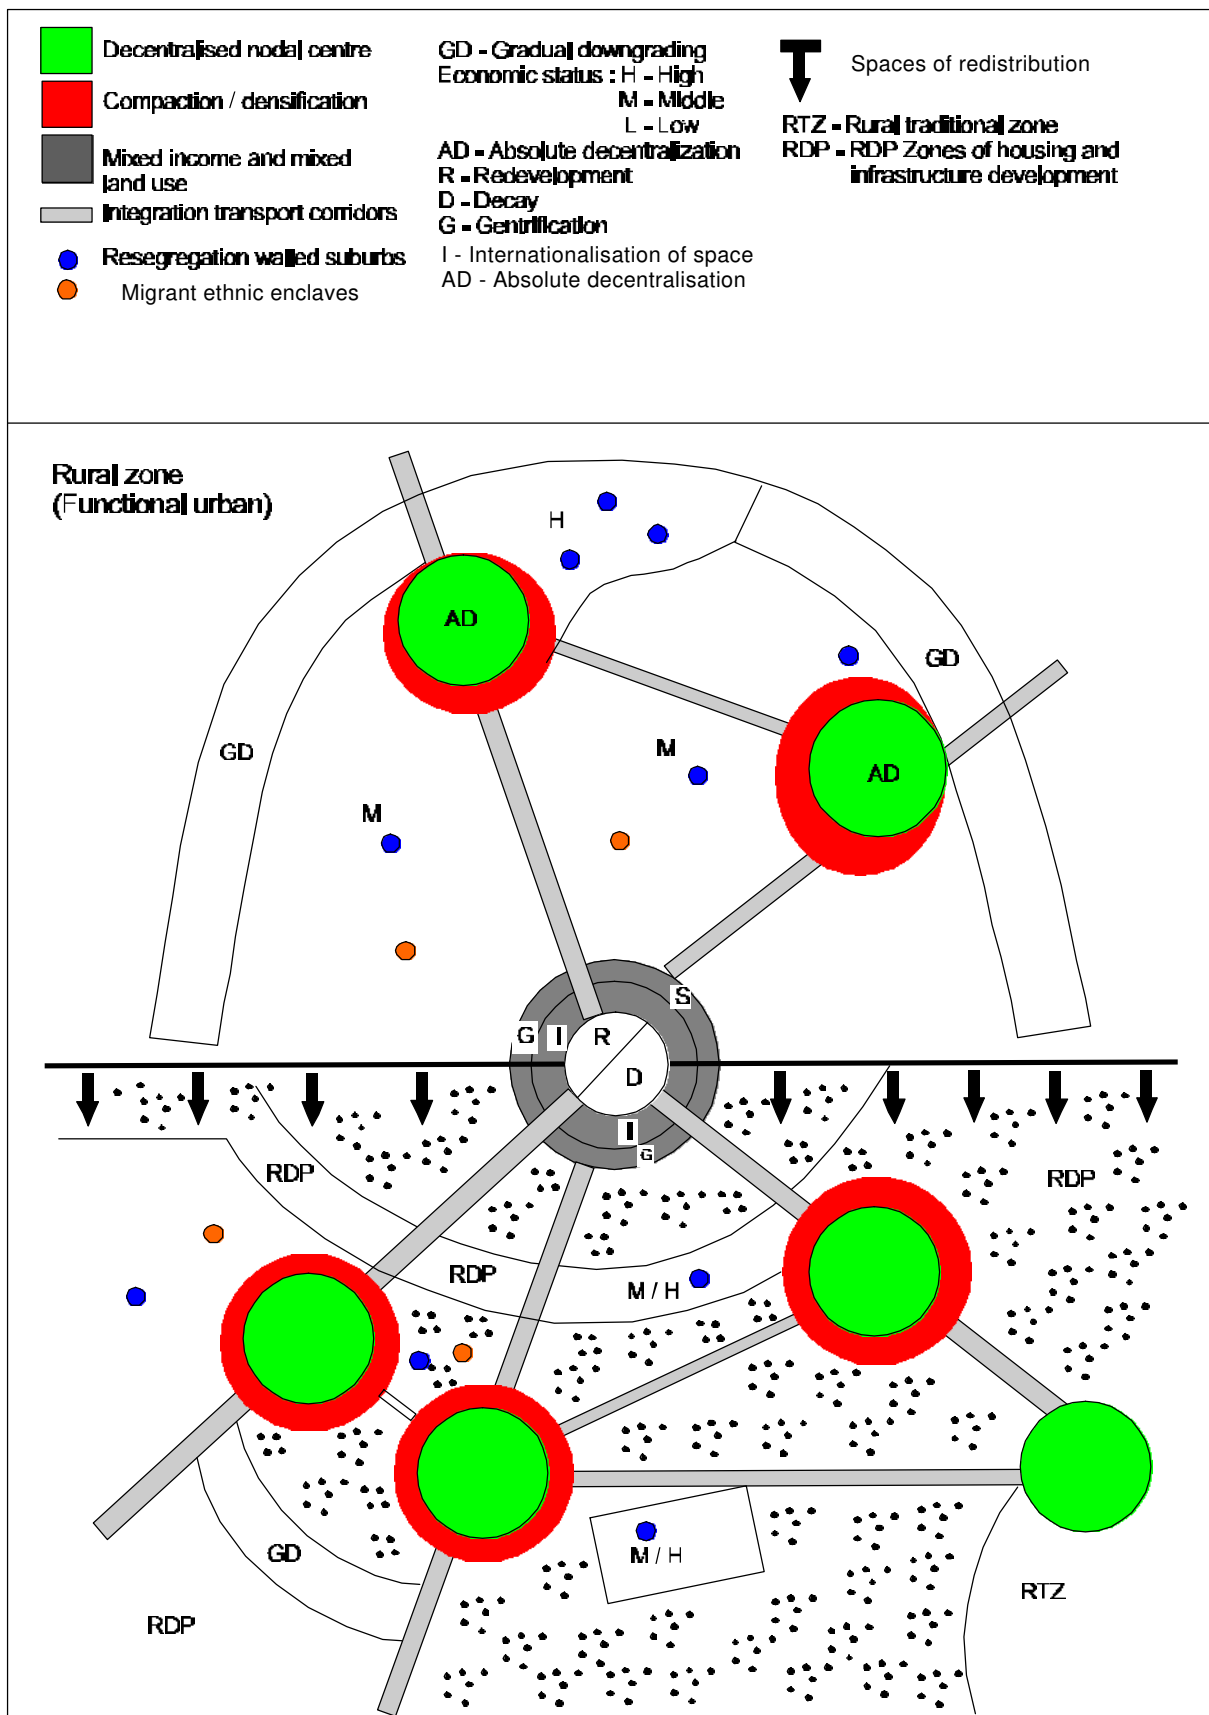 Decentralised nodal centre
Compaction / densification
Mixed income and mixed
land use
Integration transport corridors
Resegregation walled suburbs
Migrant ethnic enclaves
GD - Gradual downgrading
Economic status : H - High
M - Middle
L - Low
AD - Absolute decentralization
R - Redevelopment
D - Decay
G - Gentrification
I - Internationalisation of space
AD - Absolute decentralisation
Spaces of redistribution
RTZ - Rural traditional zone
RDP - RDP Zones of housing and
infrastructure development
Rural zone
(Functional urban)
H
AD
GD
GD
M
AD
M
S
G I R
D
I
G
RDP
RDP
RDP
M / H
M / H
GD
RTZ
RDP